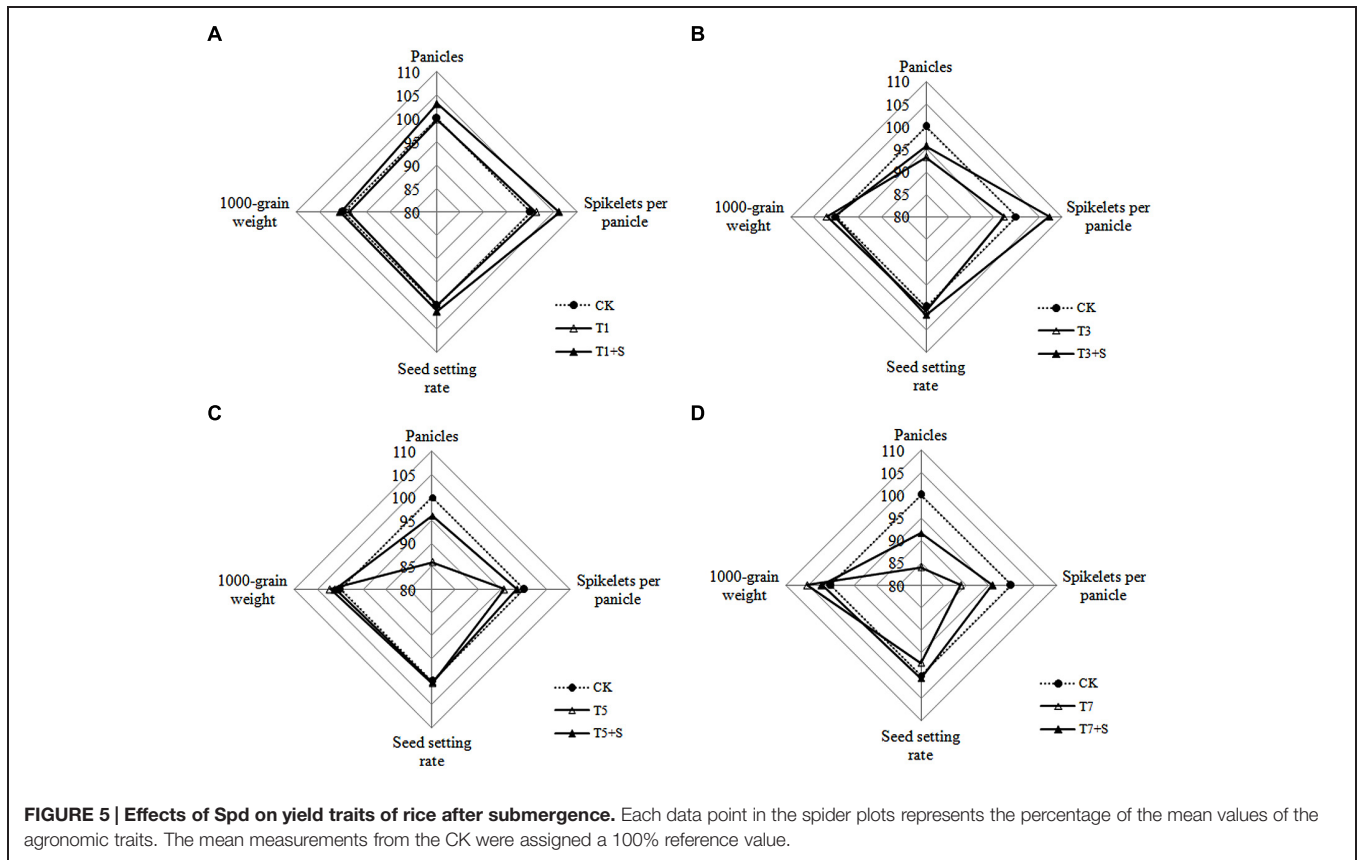 A
Panicles
110
105
100
95
90
85
80
1000-grain
weight
Spikelets per
panicle
Seed setting
rate
CK
T1
T1+S
B
Panicles
110
105
100
95
90
85
80
1000-grain
weight
Spikelets per
panicle
Seed setting
rate
CK
T3
T3+S
C
Panicles
110
105
100
95
90
85
80
1000-grain
weight
Spikelets per
panicle
Seed setting
rate
CK
T5
T5+S
D
Panicles
110
105
100
95
90
85
80
1000-grain
weight
Spikelets per
panicle
Seed setting
rate
CK
T7
T7+S
FIGURE 5 | Effects of Spd on yield traits of rice after submergence. Each data point in the spider plots represents the percentage of the mean values of the
agronomic traits. The mean measurements from the CK were assigned a 100% reference value.